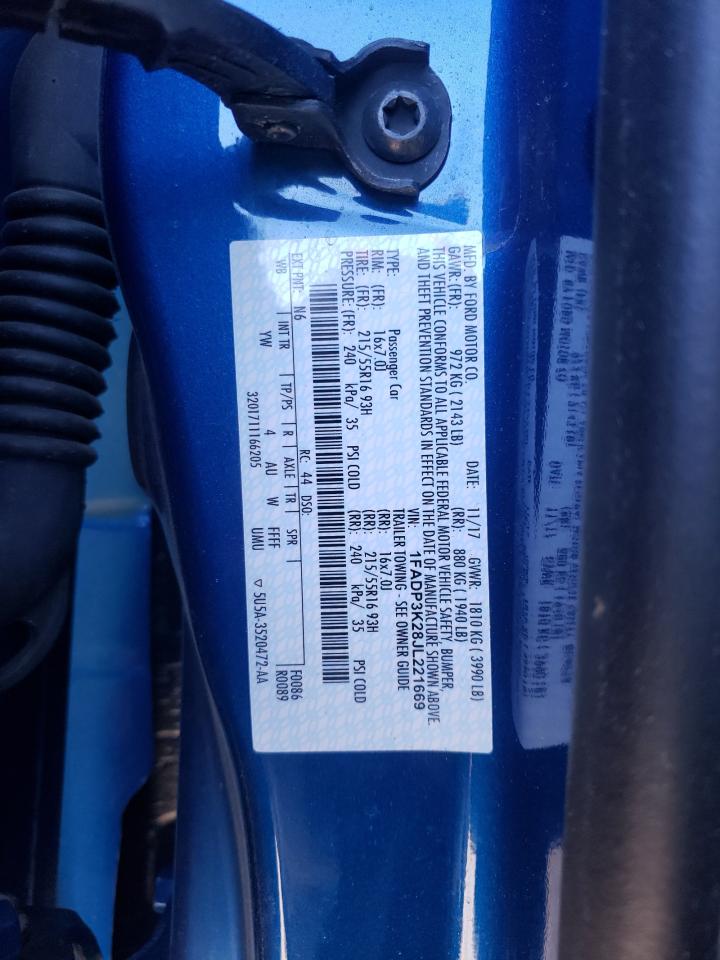 MFD. BY FORD MOTOR CO. DATE: 11/17 GVWR: 1810 KG ( 3990 LB)
GAWR: (FR): 972 KG ( 2143 LB) (RR): 880 KG ( 1940 LB)
THIS VEHICLE CONFORMS TO ALL APPLICABLE FEDERAL MOTOR VEHICLE SAFETY, BUMPER,
AND THEFT PREVENTION STANDARDS IN EFFECT ON THE DATE OF MANUFACTURE SHOWN ABOVE.
VIN: 1FADP3K28JL221669
TYPE: Passenger Car TRAILER TOWING - SEE OWNER GUIDE
RIM: (FR): 16x7.0J (RR): 16x7.0J
TIRE: (FR): 215/55R16 93H (RR): 215/55R16 93H
PRESSURE: (FR): 240 kPa/ 35 PSI COLD (RR): 240 kPa/ 35 PSI COLD
RC: 44 DSO:
EXT PNT: N6 F0086
R0089
INT TR TP/PS R AXLE TR SPR
WB YW 4 AU W FFFF UMU
3201711166205 5U5A-3520472-AA